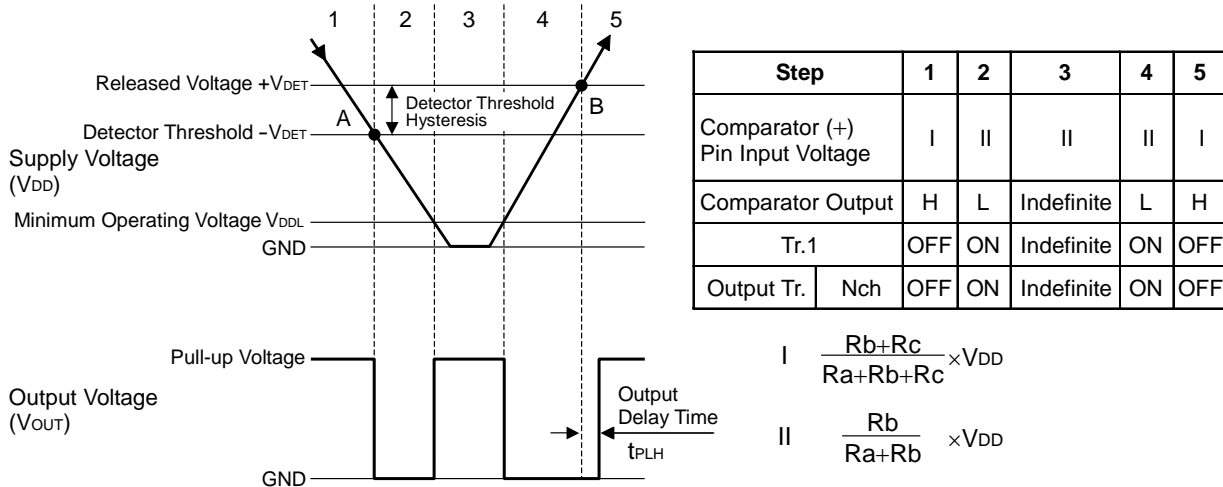 1 2 3 4 5
Released Voltage +VDET
A
Detector Threshold
Hysteresis
B
Detector Threshold −VDET
Supply Voltage
(VDD)
Minimum Operating Voltage VDDL
GND
Pull-up Voltage
Output Voltage
(VOUT)
Output
Delay Time
tPLH
GND
Step 1 2 3 4 5
Comparator (+)
Pin Input Voltage
I II II II I
Comparator Output H L Indefinite L H
Tr.1 OFF ON Indefinite ON OFF
Output Tr. Nch OFF ON Indefinite ON OFF
I Rb+Rc
Ra+Rb+Rc ×VDD
II Rb
Ra+Rb ×VDD